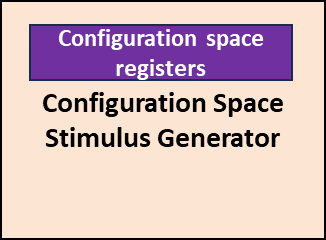 Configuration space
registers
Configuration Space
Stimulus Generator